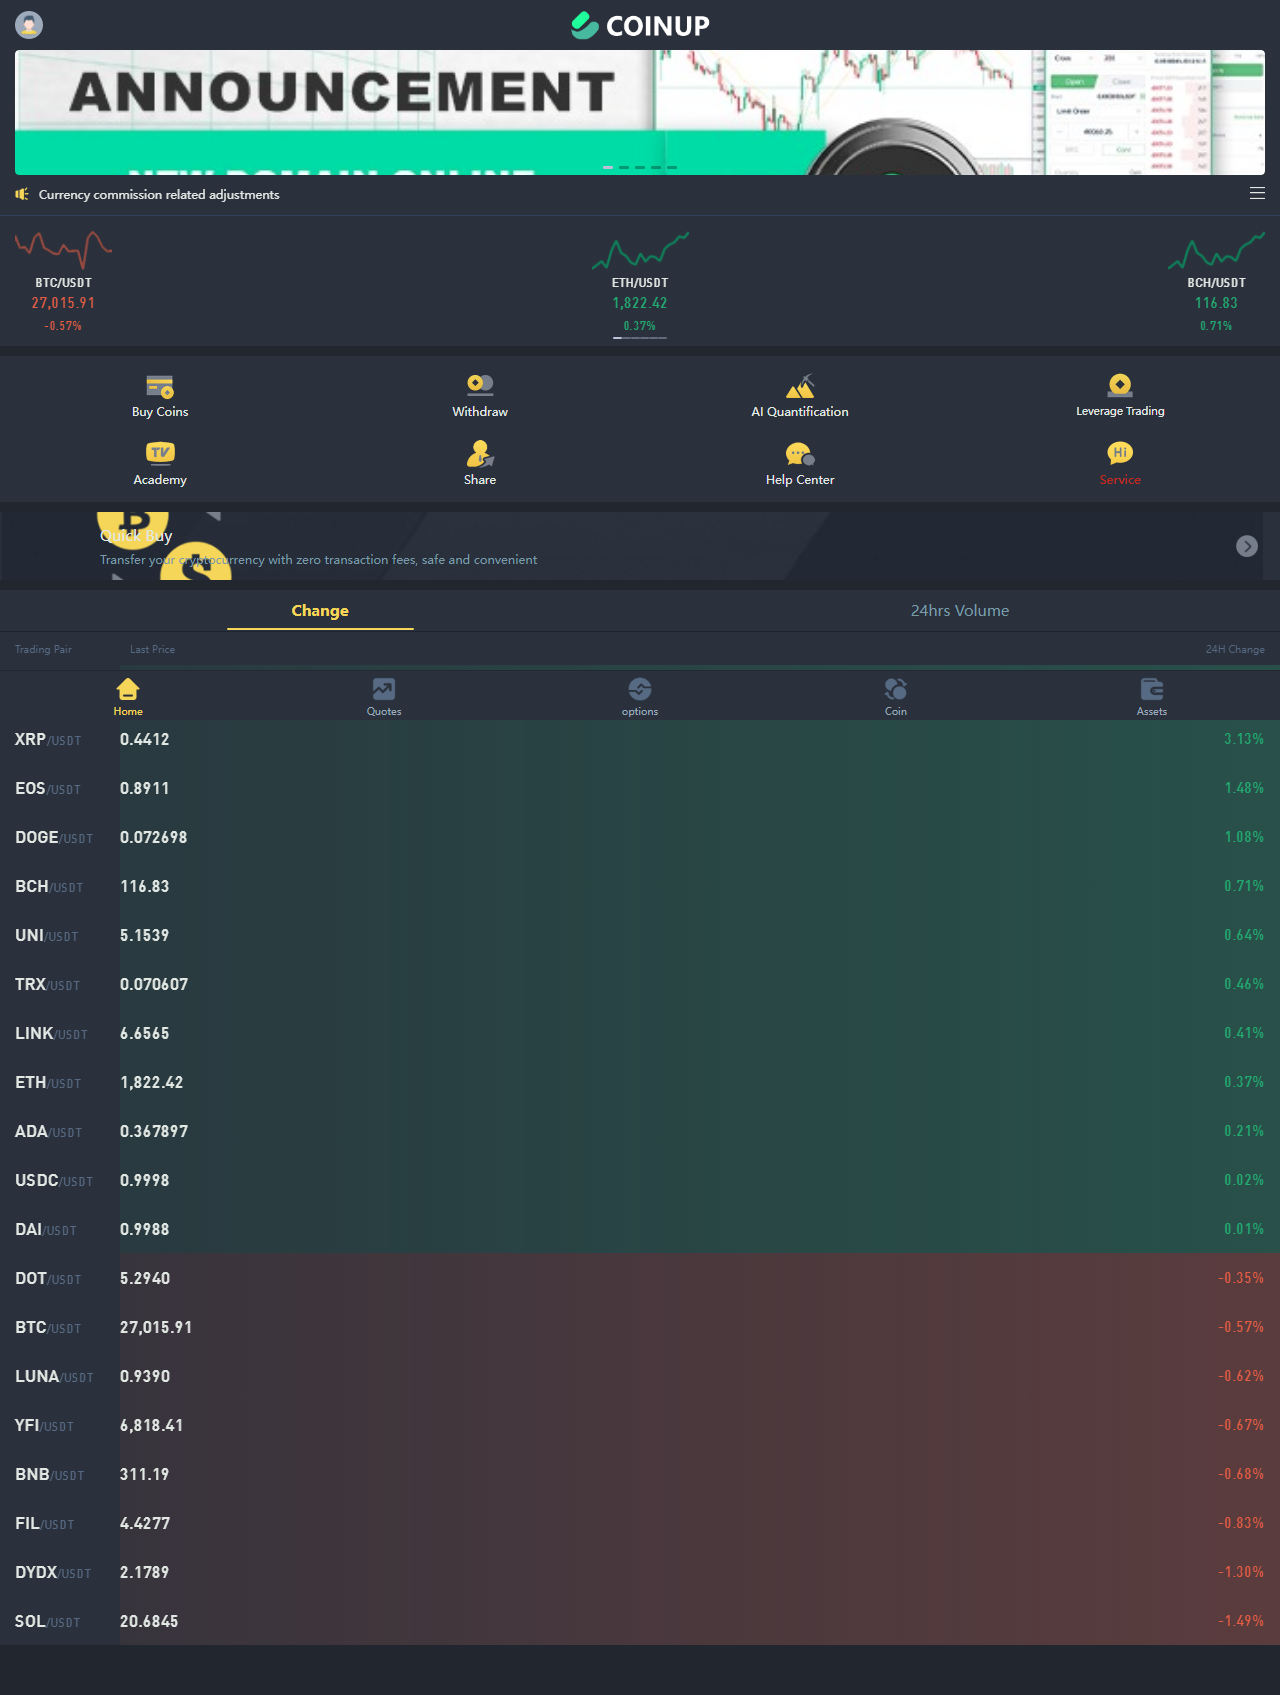 COINUP
ANNOUNCEMENT
NEW DOMAIN ONLINE
Open Close
Limit Order
Currency commission related adjustments
BTC/USDT
27,015.91
-0.57%
ETH/USDT
1,822.42
0.37%
BCH/USDT
116.83
0.71%
Buy Coins
Withdraw
AI Quantification
Leverage Trading
TV
Academy
Share
Help Center
Hi
Service
Quick Buy
Transfer your cryptocurrency with zero transaction fees, safe and convenient
Change
24hrs Volume
Trading Pair Last Price 24H Change
Home
Quotes
options
Coin
Assets
XRP/USDT 0.4412 3.13%
EOS/USDT 0.8911 1.48%
DOGE/USDT 0.072698 1.08%
BCH/USDT 116.83 0.71%
UNI/USDT 5.1539 0.64%
TRX/USDT 0.070607 0.46%
LINK/USDT 6.6565 0.41%
ETH/USDT 1,822.42 0.37%
ADA/USDT 0.367897 0.21%
USDC/USDT 0.9998 0.02%
DAI/USDT 0.9988 0.01%
DOT/USDT 5.2940 -0.35%
BTC/USDT 27,015.91 -0.57%
LUNA/USDT 0.9390 -0.62%
YFI/USDT 6,818.41 -0.67%
BNB/USDT 311.19 -0.68%
FIL/USDT 4.4277 -0.83%
DYDX/USDT 2.1789 -1.30%
SOL/USDT 20.6845 -1.49%